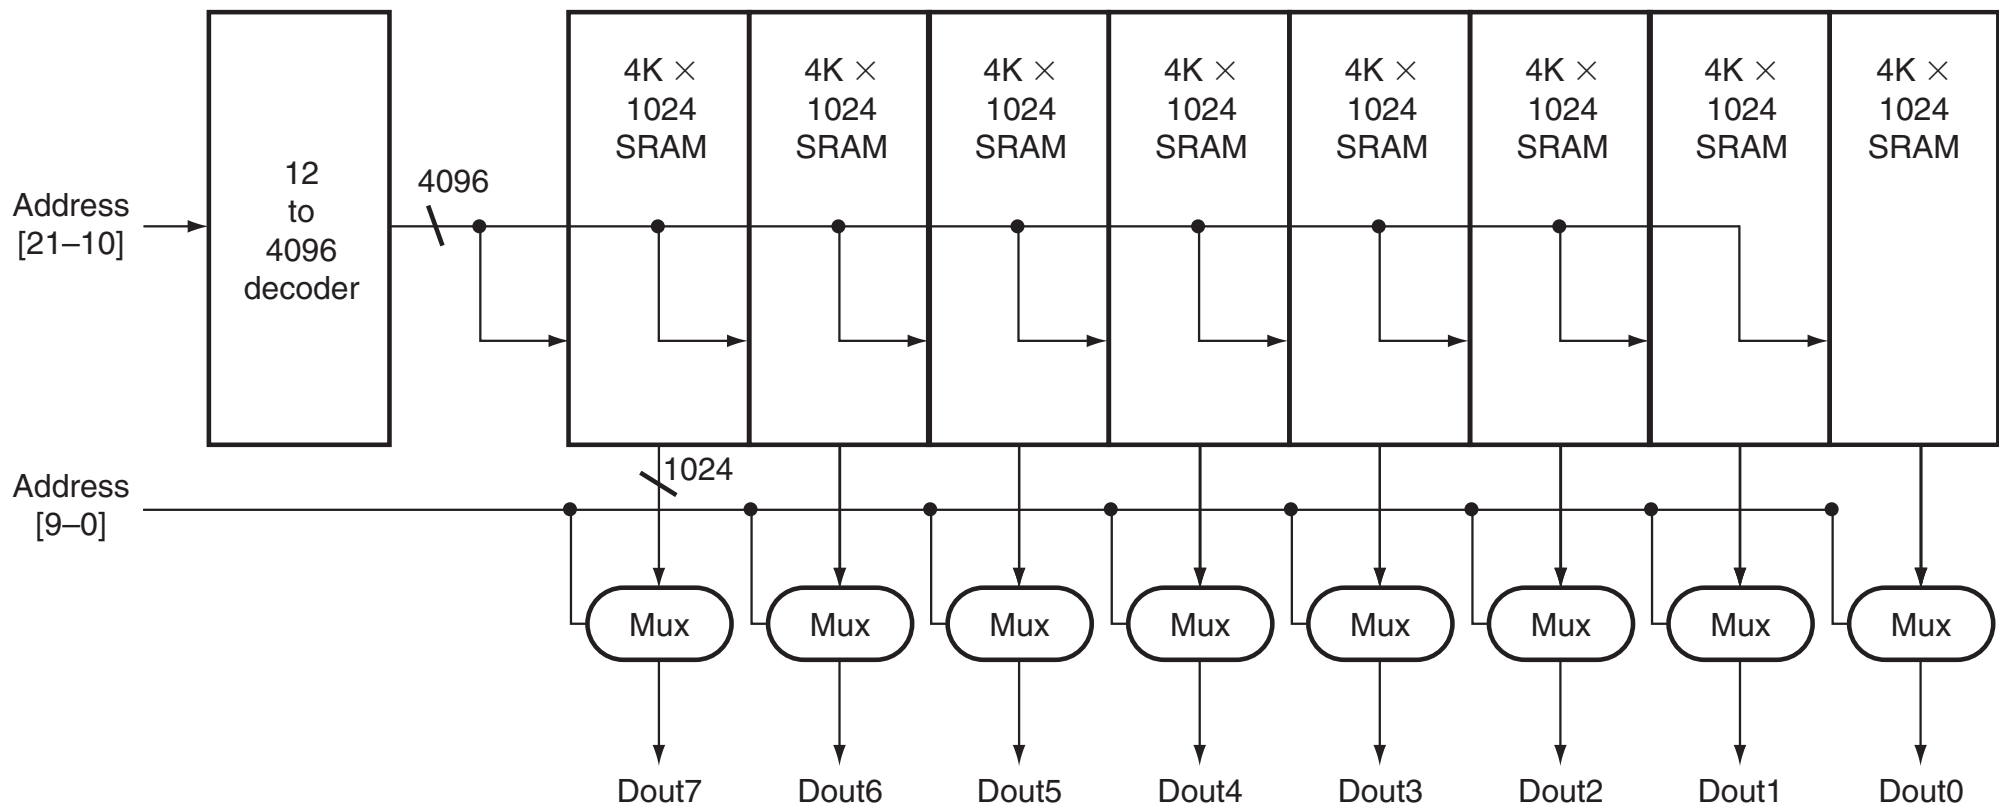 4K ×
1024
SRAM
4K ×
1024
SRAM
4K ×
1024
SRAM
4K ×
1024
SRAM
4K ×
1024
SRAM
4K ×
1024
SRAM
4K ×
1024
SRAM
4K ×
1024
SRAM
Address
[21–10]
12
to
4096
decoder
4096
1024
Address
[9–0]
Mux
Mux
Mux
Mux
Mux
Mux
Mux
Mux
Dout7
Dout6
Dout5
Dout4
Dout3
Dout2
Dout1
Dout0